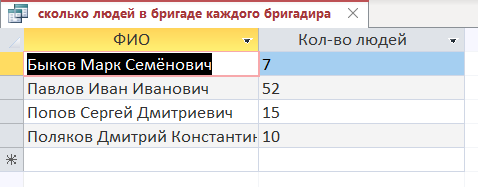 сколько людей в бригаде каждого бригадира
ФИО Кол-во людей
Быков Марк Семёнович 7
Павлов Иван Иванович 52
Попов Сергей Дмитриевич 15
Поляков Дмитрий Константин 10